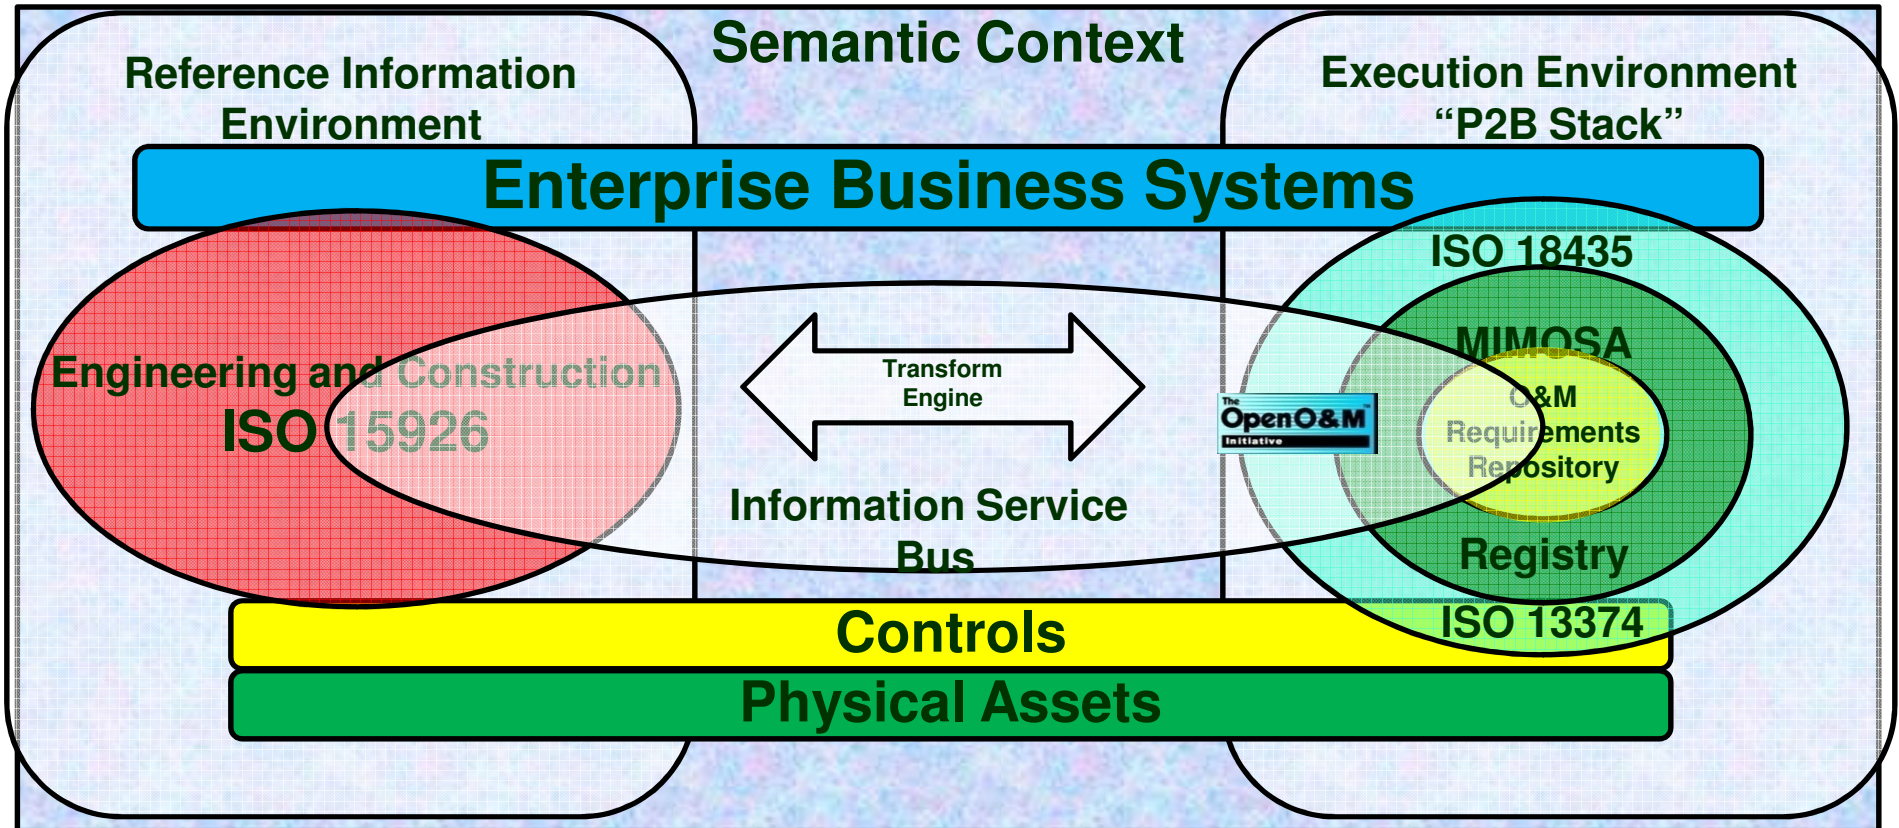 Semantic Context
Reference Information
Environment
Execution Environment
“P2B Stack”
Enterprise Business Systems
ISO 18435
MIMOSA
Engineering and Construction
ISO 15926
Transform
Engine
The
OpenO&M™
Initiative
O&M
Requirements
Repository
Information Service
Bus
Registry
ISO 13374
Controls
Physical Assets